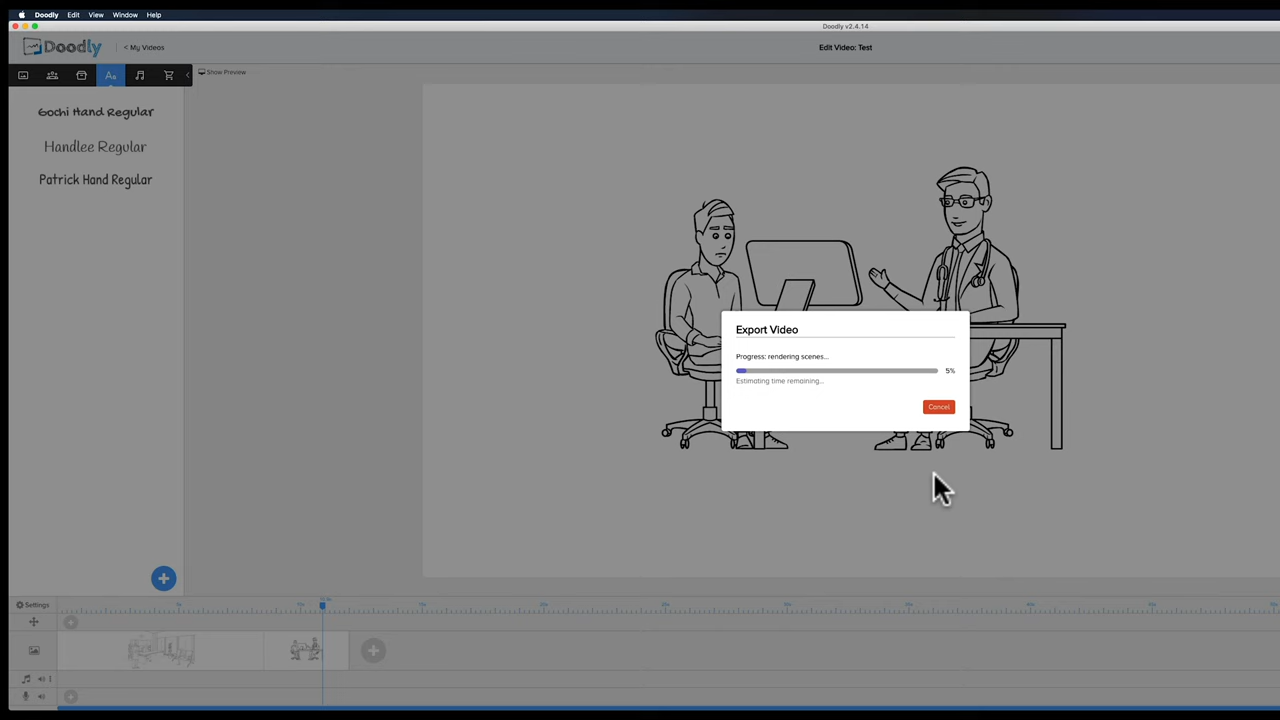 Doodly Edit View Window Help
Doodly v2.4.14
Doodly < My Videos Edit Video: Test
Aa Show Preview
Gochi Hand Regular
Handlee Regular
Patrick Hand Regular
Export Video
Progress: rendering scenes...
5%
Estimating time remaining...
Cancel
Settings